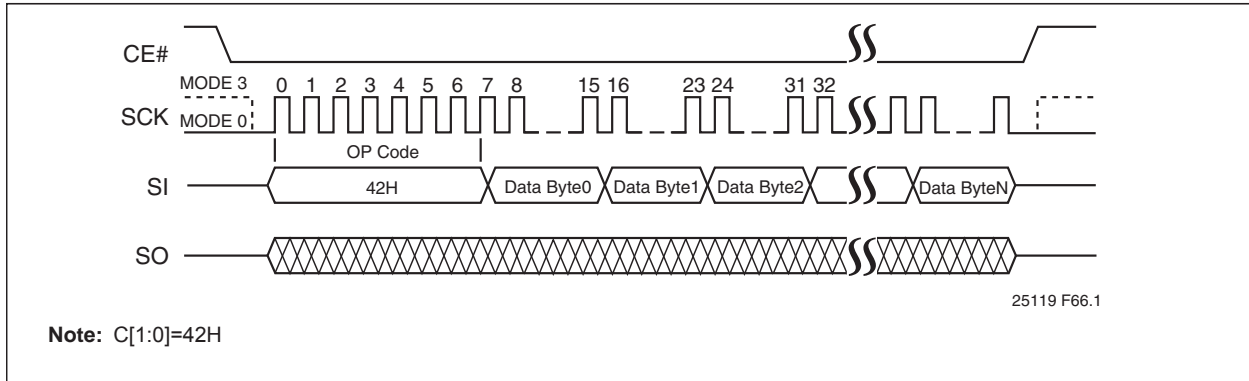 CE#
MODE 3
0 1 2 3 4 5 6 7 8 15 16 23 24 31 32
SCK
MODE 0
OP Code
SI
42H
Data Byte0
Data Byte1
Data Byte2
Data ByteN
SO
25119 F66.1
Note: C[1:0]=42H